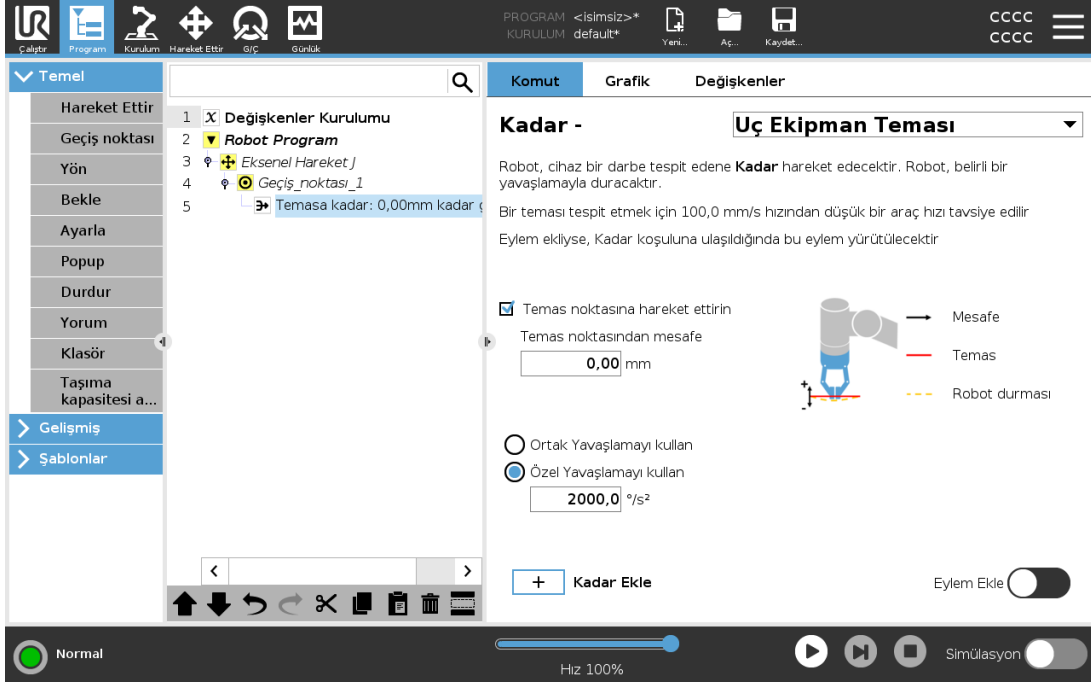 PROGRAM <isimsiz>*
KURULUM default*
Yeni...
Aç...
Kaydet...
CCCC
CCCC
Çalıştır
Program
Kurulum
Hareket Ettir
G/Ç
Günlük
Temel
Hareket Ettir
Geçiş noktası
Yön
Bekle
Ayarla
Popup
Durdur
Yorum
Klasör
Taşıma
kapasitesi a...
Gelişmiş
Şablonlar
1 X Değişkenler Kurulumu
2 Robot Program
3 Eksenel Hareket J
4 Geçiş_noktası_1
5 Temasa kadar: 0,00mm kadar g
Komut
Grafik
Değişkenler
Kadar -
Uç Ekipman Teması
Robot, cihaz bir darbe tespit edene Kadar hareket edecektir. Robot, belirli bir
yavaşlamayla duracaktır.
Bir teması tespit etmek için 100,0 mm/s hızından düşük bir araç hızı tavsiye edilir
Eylem ekliyse, Kadar koşuluna ulaşıldığında bu eylem yürütülecektir
Temas noktasına hareket ettirin
Temas noktasından mesafe
0,00 mm
+
-
Mesafe
Temas
Robot durması
Ortak Yavaşlamayı kullan
Özel Yavaşlamayı kullan
2000,0 °/s²
+ Kadar Ekle
Eylem Ekle
Normal
Hız 100%
Simülasyon